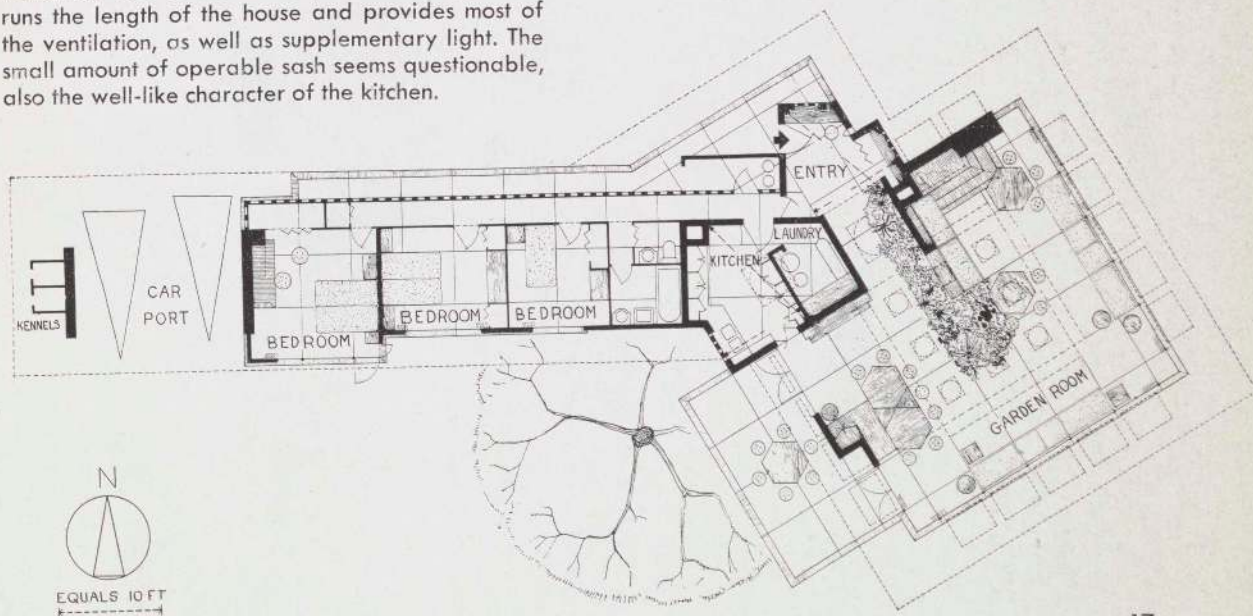 runs the length of the house and provides most of
the ventilation, as well as supplementary light. The
small amount of operable sash seems questionable,
also the well-like character of the kitchen.
ENTRY
LAUNDRY
KITCHEN
CAR
PORT
KENNELS
BEDROOM
BEDROOM
BEDROOM
GARDEN ROOM
N
EQUALS 10 FT